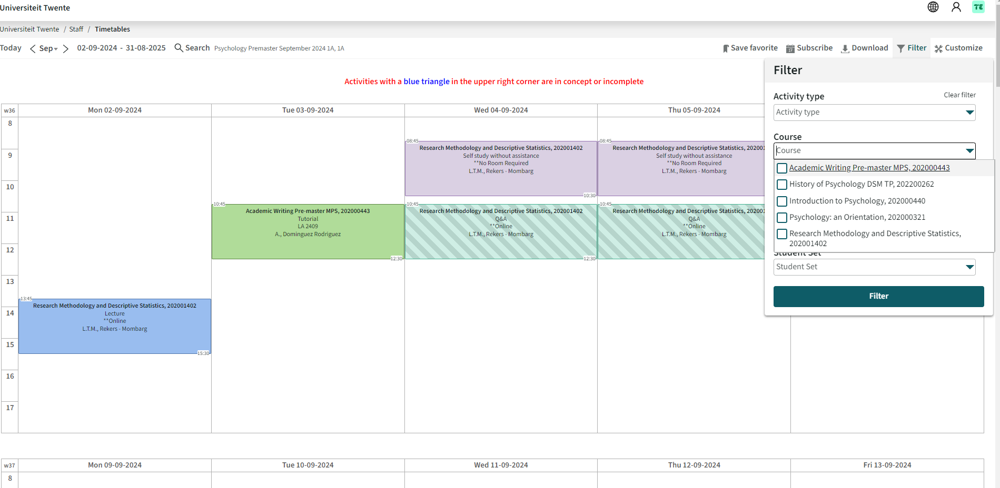 Universiteit Twente
TE
Universiteit Twente / Staff / Timetables
Today Sep 02-09-2024 - 31-08-2025 Search Psychology Premaster September 2024 1A, 1A
Save favorite 17 Subscribe Download Filter Customize
Activities with a blue triangle in the upper right corner are in concept or incomplete
w36 Mon 02-09-2024 Tue 03-09-2024 Wed 04-09-2024 Thu 05-09-2024
8
9
10
11
12
13
14
15
16
17
13:45
Research Methodology and Descriptive Statistics, 202001402
Lecture
**Online
L.T.M., Rekers - Mombarg
15:30
10:45
Academic Writing Pre-master MPS, 202000443
Tutorial
LA 2409
A., Dominguez Rodriguez
12:30
08:45
Research Methodology and Descriptive Statistics, 202001402
Self study without assistance
**No Room Required
L.T.M., Rekers - Mombarg
10:30
10:45
Research Methodology and Descriptive Statistics, 202001402
Q&A
**Online
L.T.M., Rekers - Mombarg
12:30
08:45
Research Methodology and Descriptive Statistics, 202001
Self study without assistance
**No Room Required
L.T.M., Rekers - Mombarg
10:45
Research Methodology and Descriptive Statistics, 202001
Q&A
**Online
L.T.M., Rekers - Mombarg
Filter
Activity type Clear filter
Activity type
Course
Course
Academic Writing Pre-master MPS, 202000443
History of Psychology DSM TP, 202200262
Introduction to Psychology, 202000440
Psychology: an Orientation, 202000321
Research Methodology and Descriptive Statistics,
202001402
Student Set
Student Set
Filter
w37 Mon 09-09-2024 Tue 10-09-2024 Wed 11-09-2024 Thu 12-09-2024 Fri 13-09-2024
8